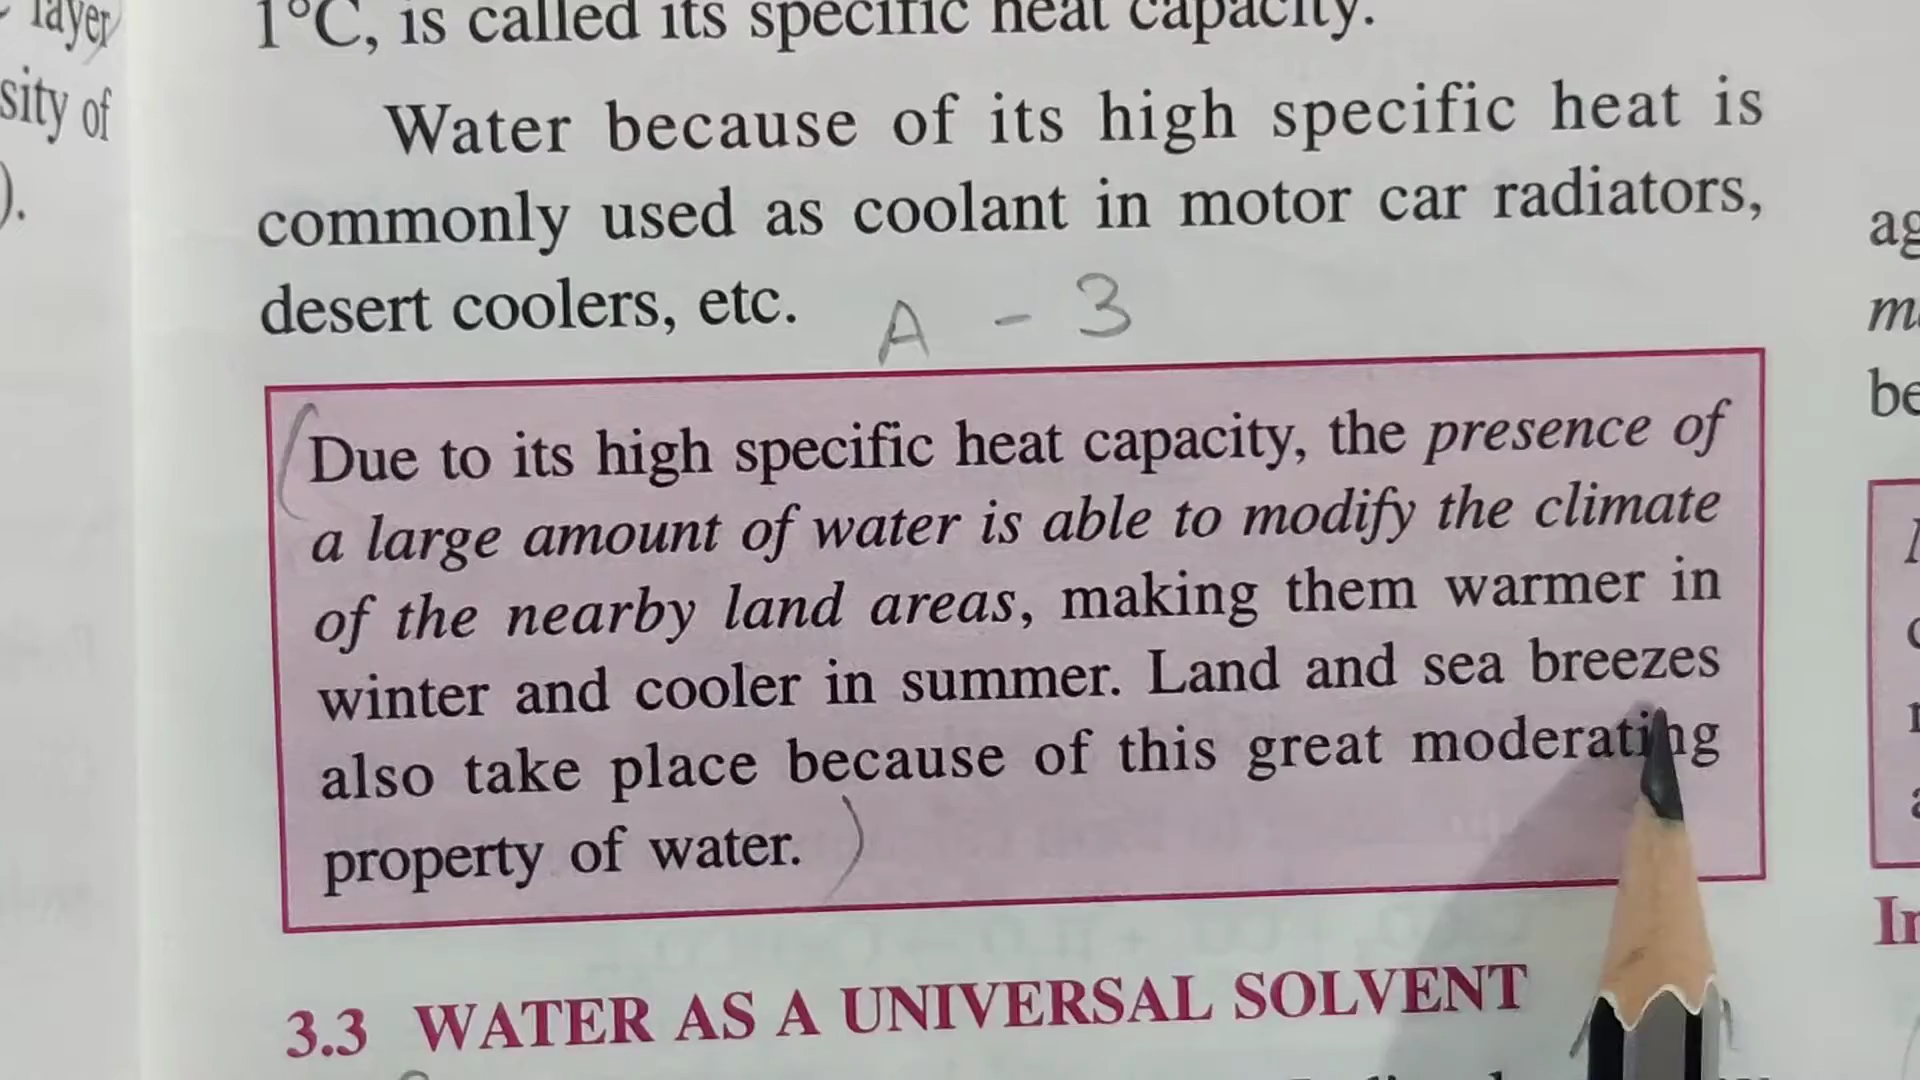 layer
sity of
).
1°C, is called its specific heat capacity.
Water because of its high specific heat is
commonly used as coolant in motor car radiators,
desert coolers, etc.
A - 3
Due to its high specific heat capacity, the presence of
a large amount of water is able to modify the climate
of the nearby land areas, making them warmer in
winter and cooler in summer. Land and sea breezes
also take place because of this great moderating
property of water.
3.3 WATER AS A UNIVERSAL SOLVENT
be